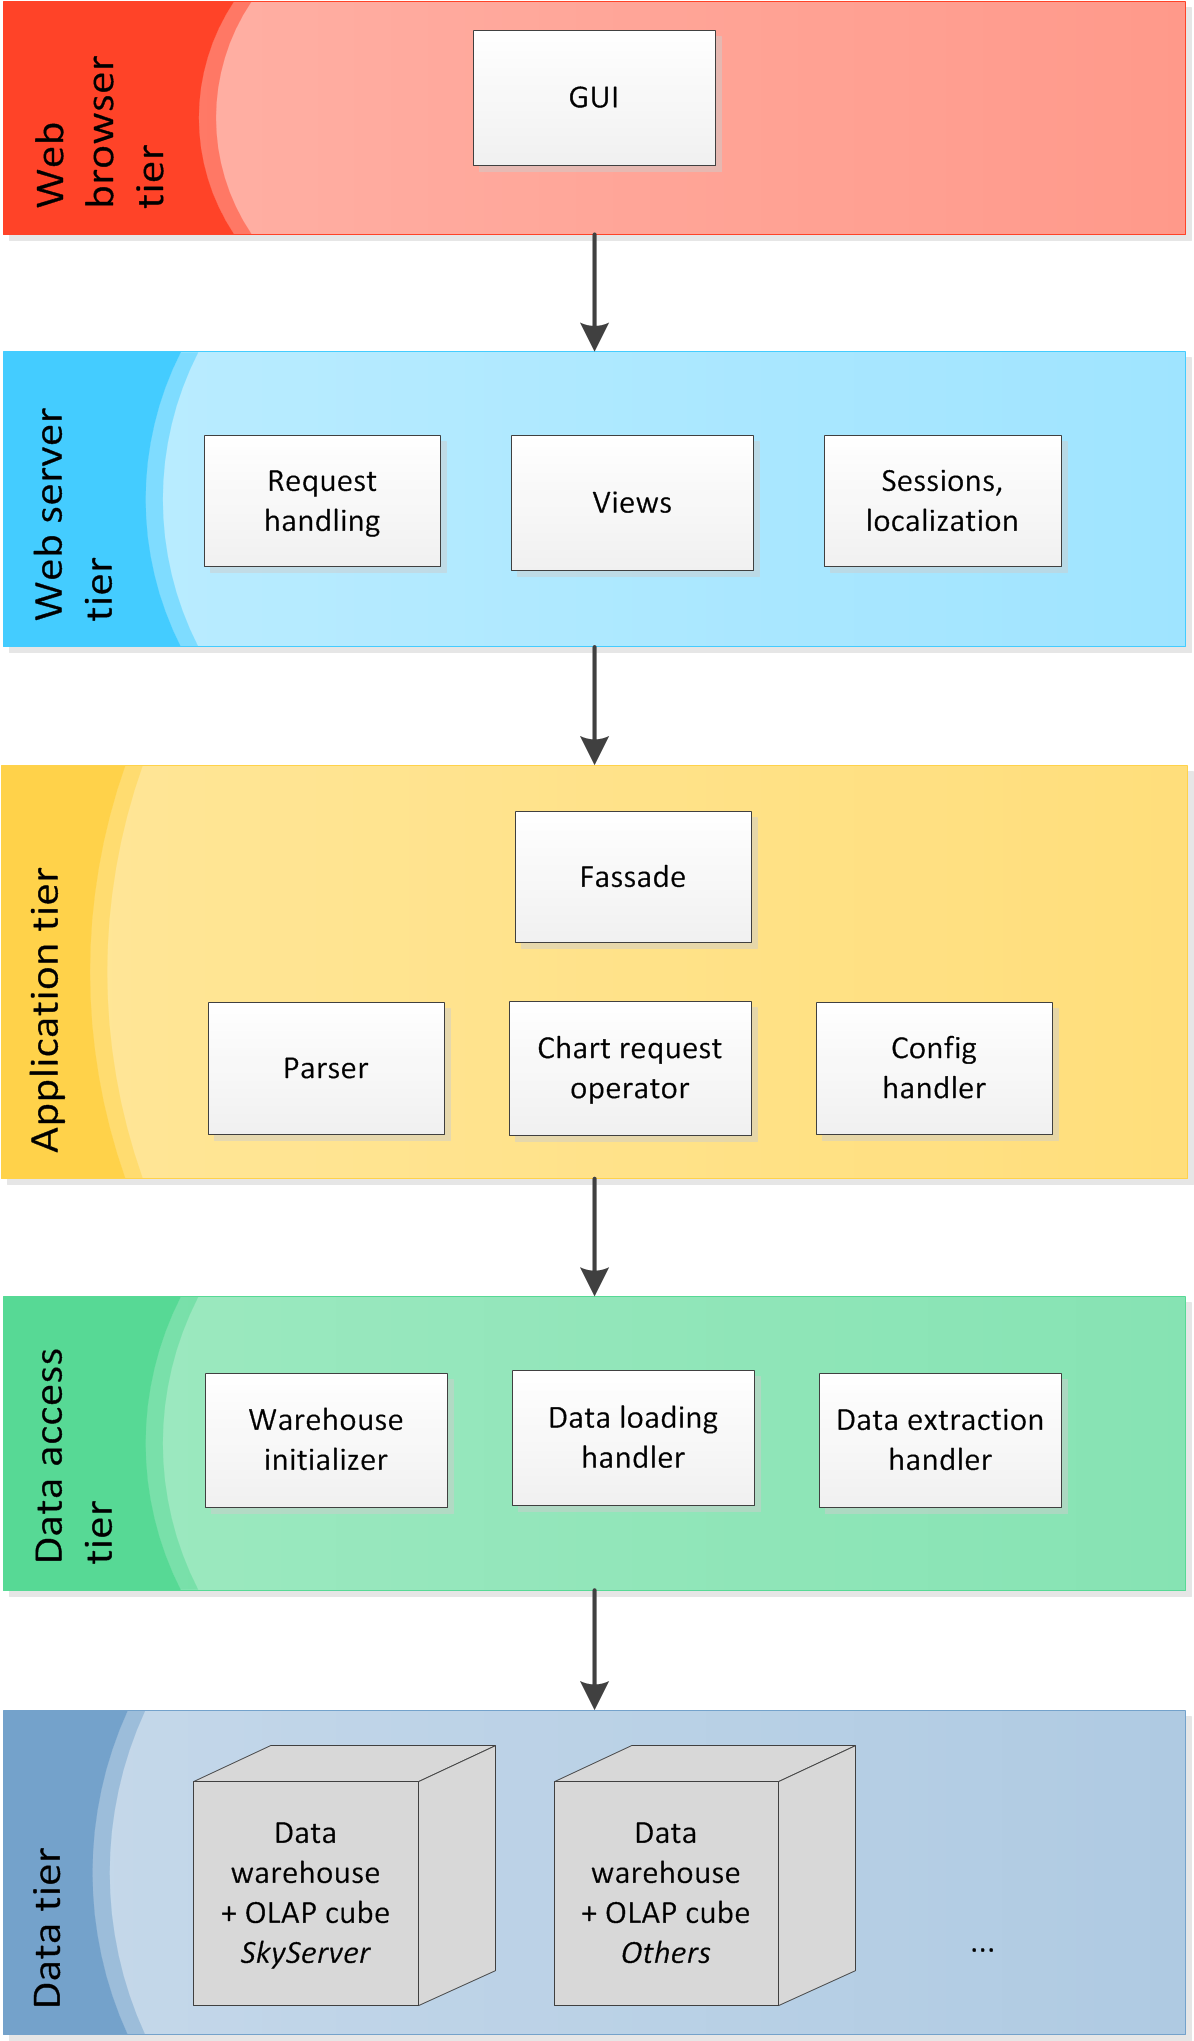 Web
browser
tier
GUI
Web server
tier
Request
handling
Views
Sessions,
localization
Application tier
Fassade
Parser
Chart request
operator
Config
handler
Data access
tier
Warehouse
initializer
Data loading
handler
Data extraction
handler
Data tier
Data
warehouse
+ OLAP cube
SkyServer
Data
warehouse
+ OLAP cube
Others
...